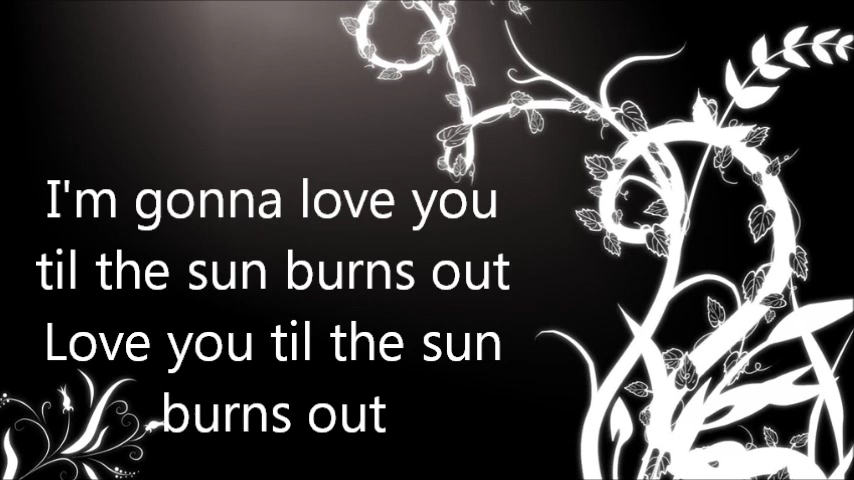 I'm gonna love you
til the sun burns out
Love you til the sun
burns out